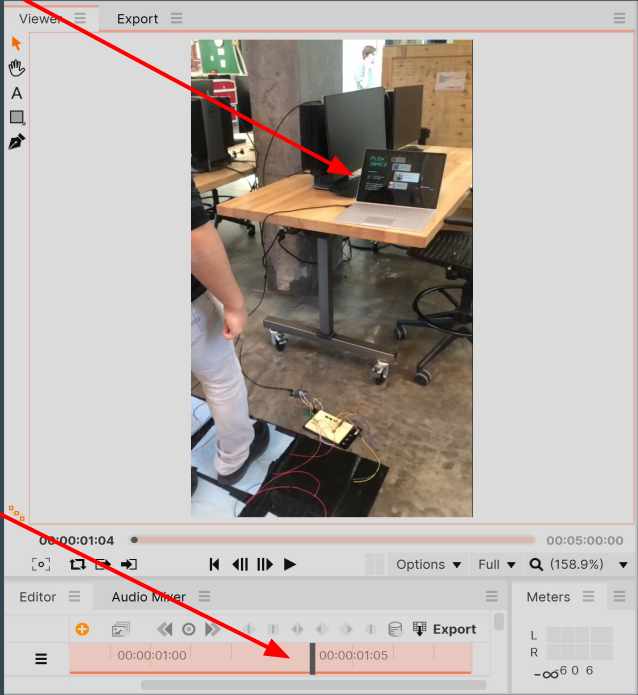 Viewer Export
A
FLEX
DANCE
00:00:01:04 00:05:00:00
Options Full (158.9%)
Editor Audio Mixer Meters
Export
00:00:01:00 00:00:01:05
L
R
-∞ -6 0 6